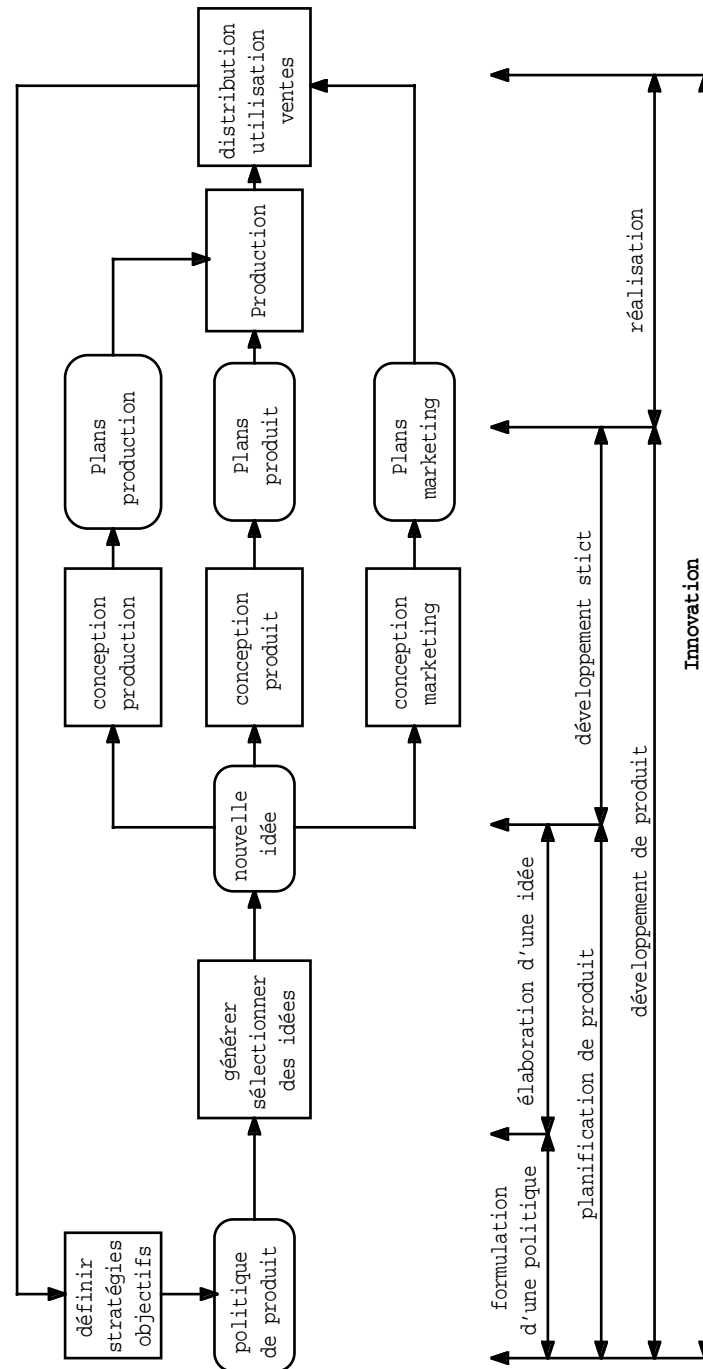 définir
stratégies
objectifs
politique
de produit
générer
sélectionner
des idées
nouvelle
idée
conception
production
conception
produit
conception
marketing
Plans
production
Plans
produit
Plans
marketing
Production
distribution
utilisation
ventes
formulation
d'une politique
élaboration d'une idée
planification de produit
développement stict
développement de produit
réalisation
Innovation